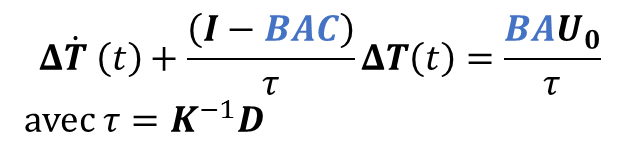 𝚫Ṫ (t) + (I − BAC)/τ 𝚫T(t) = BAU₀/τ
avec τ = K⁻¹D